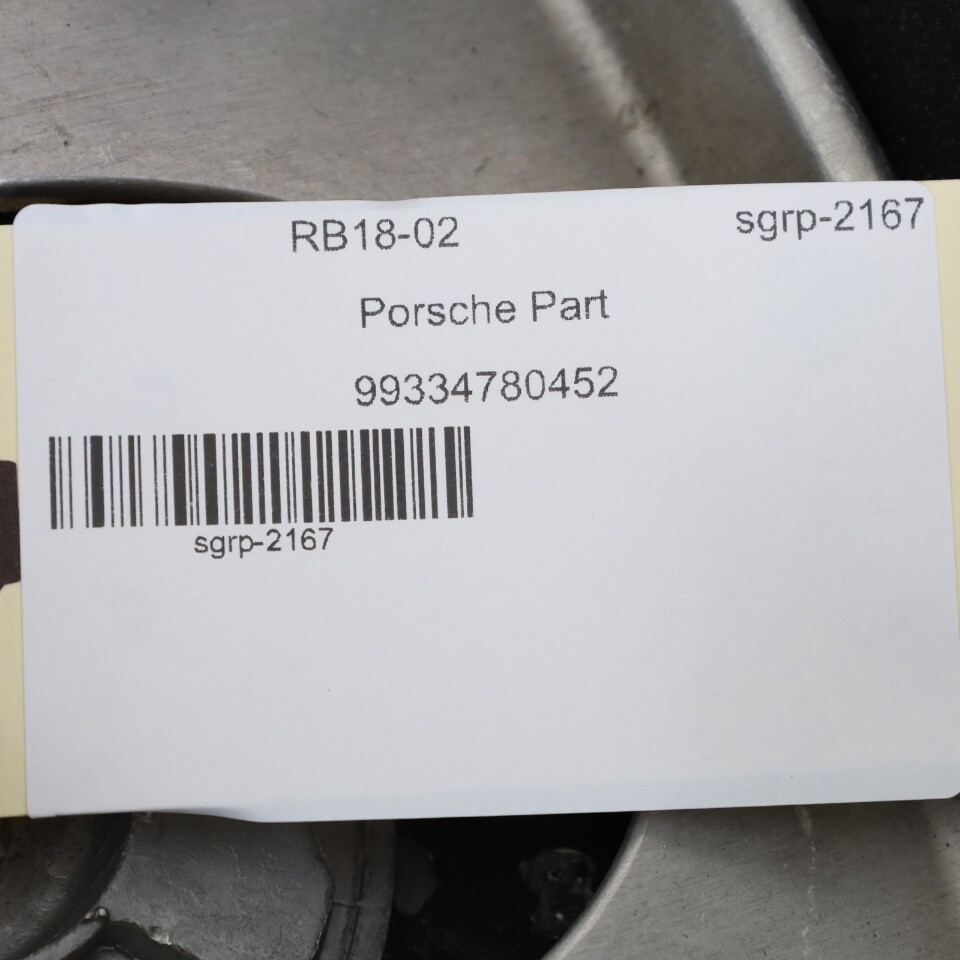 RB18-02
sgrp-2167
Porsche Part
99334780452
sgrp-2167